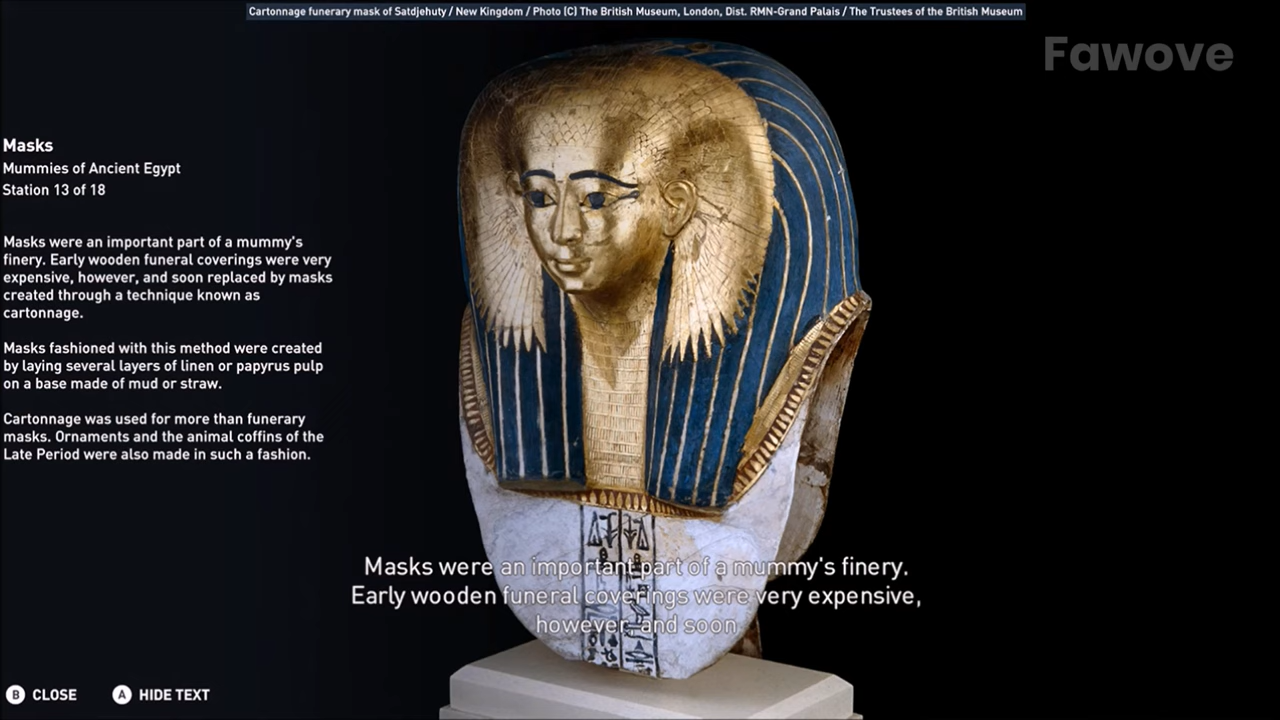 Cartonnage funerary mask of Satdjehuty / New Kingdom / Photo (C) The British Museum, London, Dist. RMN-Grand Palais / The Trustees of the British Museum
Fawove
Masks
Mummies of Ancient Egypt
Station 13 of 18
Masks were an important part of a mummy's
finery. Early wooden funeral coverings were very
expensive, however, and soon replaced by masks
created through a technique known as
cartonnage.
Masks fashioned with this method were created
by laying several layers of linen or papyrus pulp
on a base made of mud or straw.
Cartonnage was used for more than funerary
masks. Ornaments and the animal coffins of the
Late Period were also made in such a fashion.
Masks were an important part of a mummy's finery.
Early wooden funeral coverings were very expensive,
however, and soon
B CLOSE A HIDE TEXT